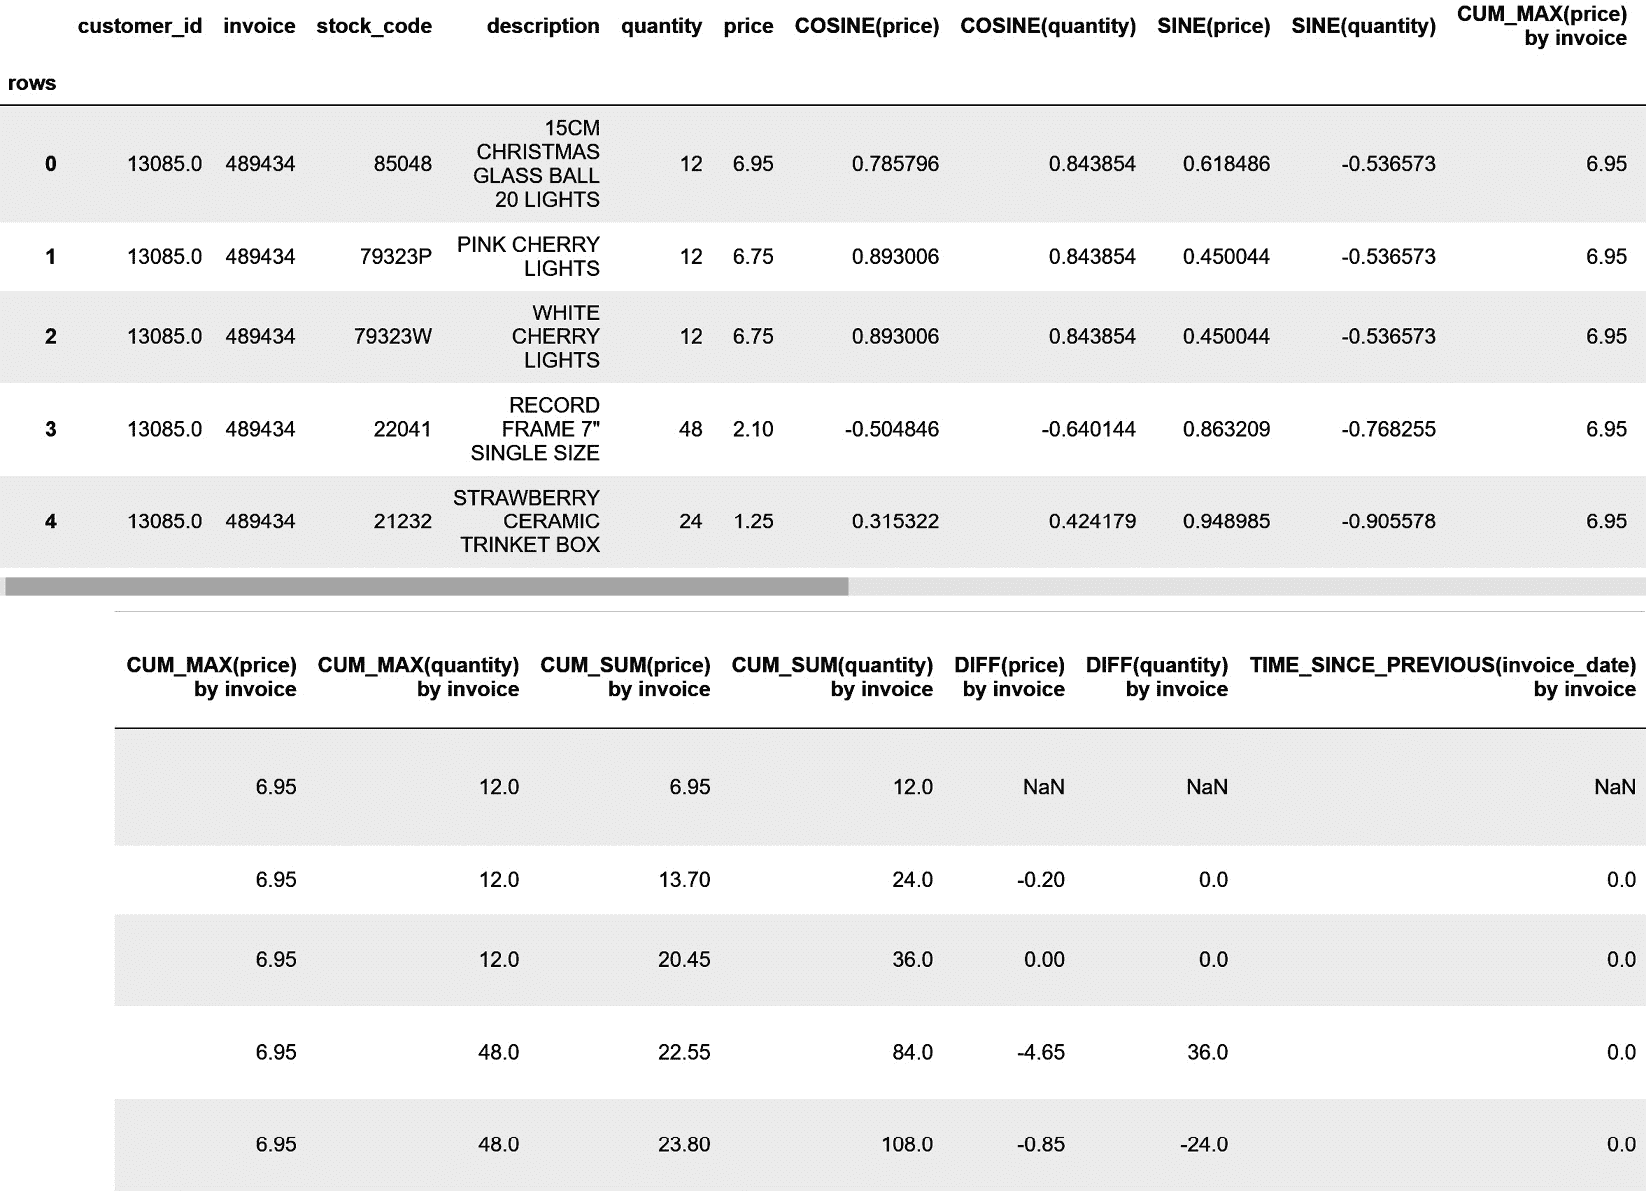 customer_id invoice stock_code description quantity price COSINE(price) COSINE(quantity) SINE(price) SINE(quantity) CUM_MAX(price)
by invoice
rows
15CM
CHRISTMAS
0 13085.0 489434 85048 12 6.95 0.785796 0.843854 0.618486 -0.536573 6.95
GLASS BALL
20 LIGHTS
PINK CHERRY
1 13085.0 489434 79323P 12 6.75 0.893006 0.843854 0.450044 -0.536573 6.95
LIGHTS
WHITE
2 13085.0 489434 79323W CHERRY 12 6.75 0.893006 0.843854 0.450044 -0.536573 6.95
LIGHTS
RECORD
3 13085.0 489434 22041 FRAME 7" 48 2.10 -0.504846 -0.640144 0.863209 -0.768255 6.95
SINGLE SIZE
STRAWBERRY
4 13085.0 489434 21232 CERAMIC 24 1.25 0.315322 0.424179 0.948985 -0.905578 6.95
TRINKET BOX
CUM_MAX(price) CUM_MAX(quantity) CUM_SUM(price) CUM_SUM(quantity) DIFF(price) DIFF(quantity) TIME_SINCE_PREVIOUS(invoice_date)
by invoice by invoice by invoice by invoice by invoice by invoice by invoice
6.95 12.0 6.95 12.0 NaN NaN NaN
6.95 12.0 13.70 24.0 -0.20 0.0 0.0
6.95 12.0 20.45 36.0 0.00 0.0 0.0
6.95 48.0 22.55 84.0 -4.65 36.0 0.0
6.95 48.0 23.80 108.0 -0.85 -24.0 0.0